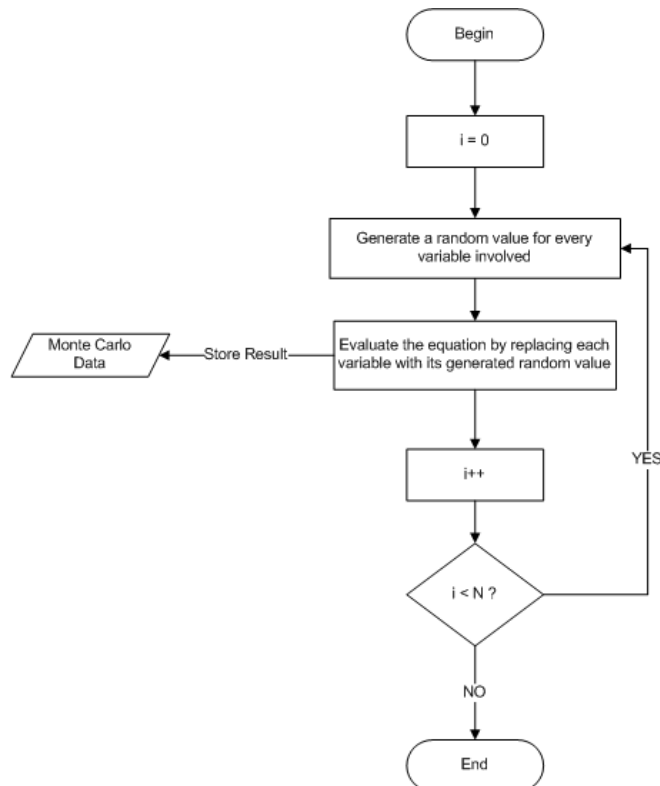 Begin
i = 0
Generate a random value for every
variable involved
Evaluate the equation by replacing each
variable with its generated random value
Store Result
Monte Carlo
Data
i++
YES
i < N ?
NO
End